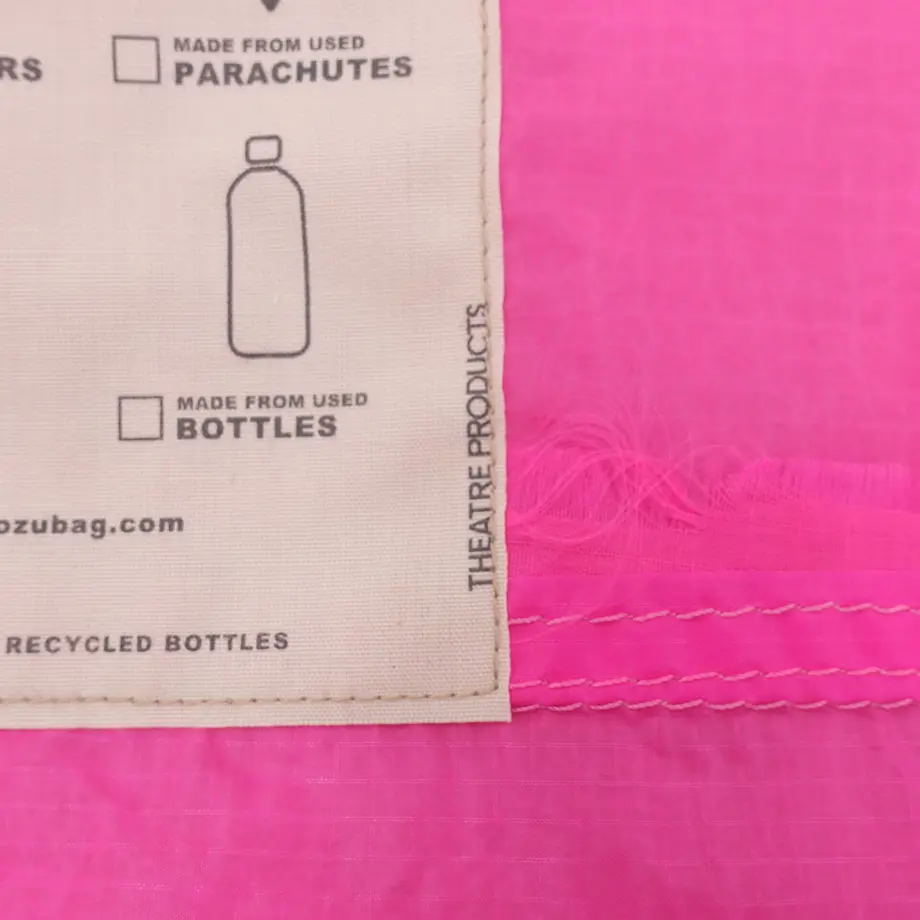 RS
MADE FROM USED
PARACHUTES
MADE FROM USED
BOTTLES
ozubag.com
RECYCLED BOTTLES
THEATRE PRODUCTS